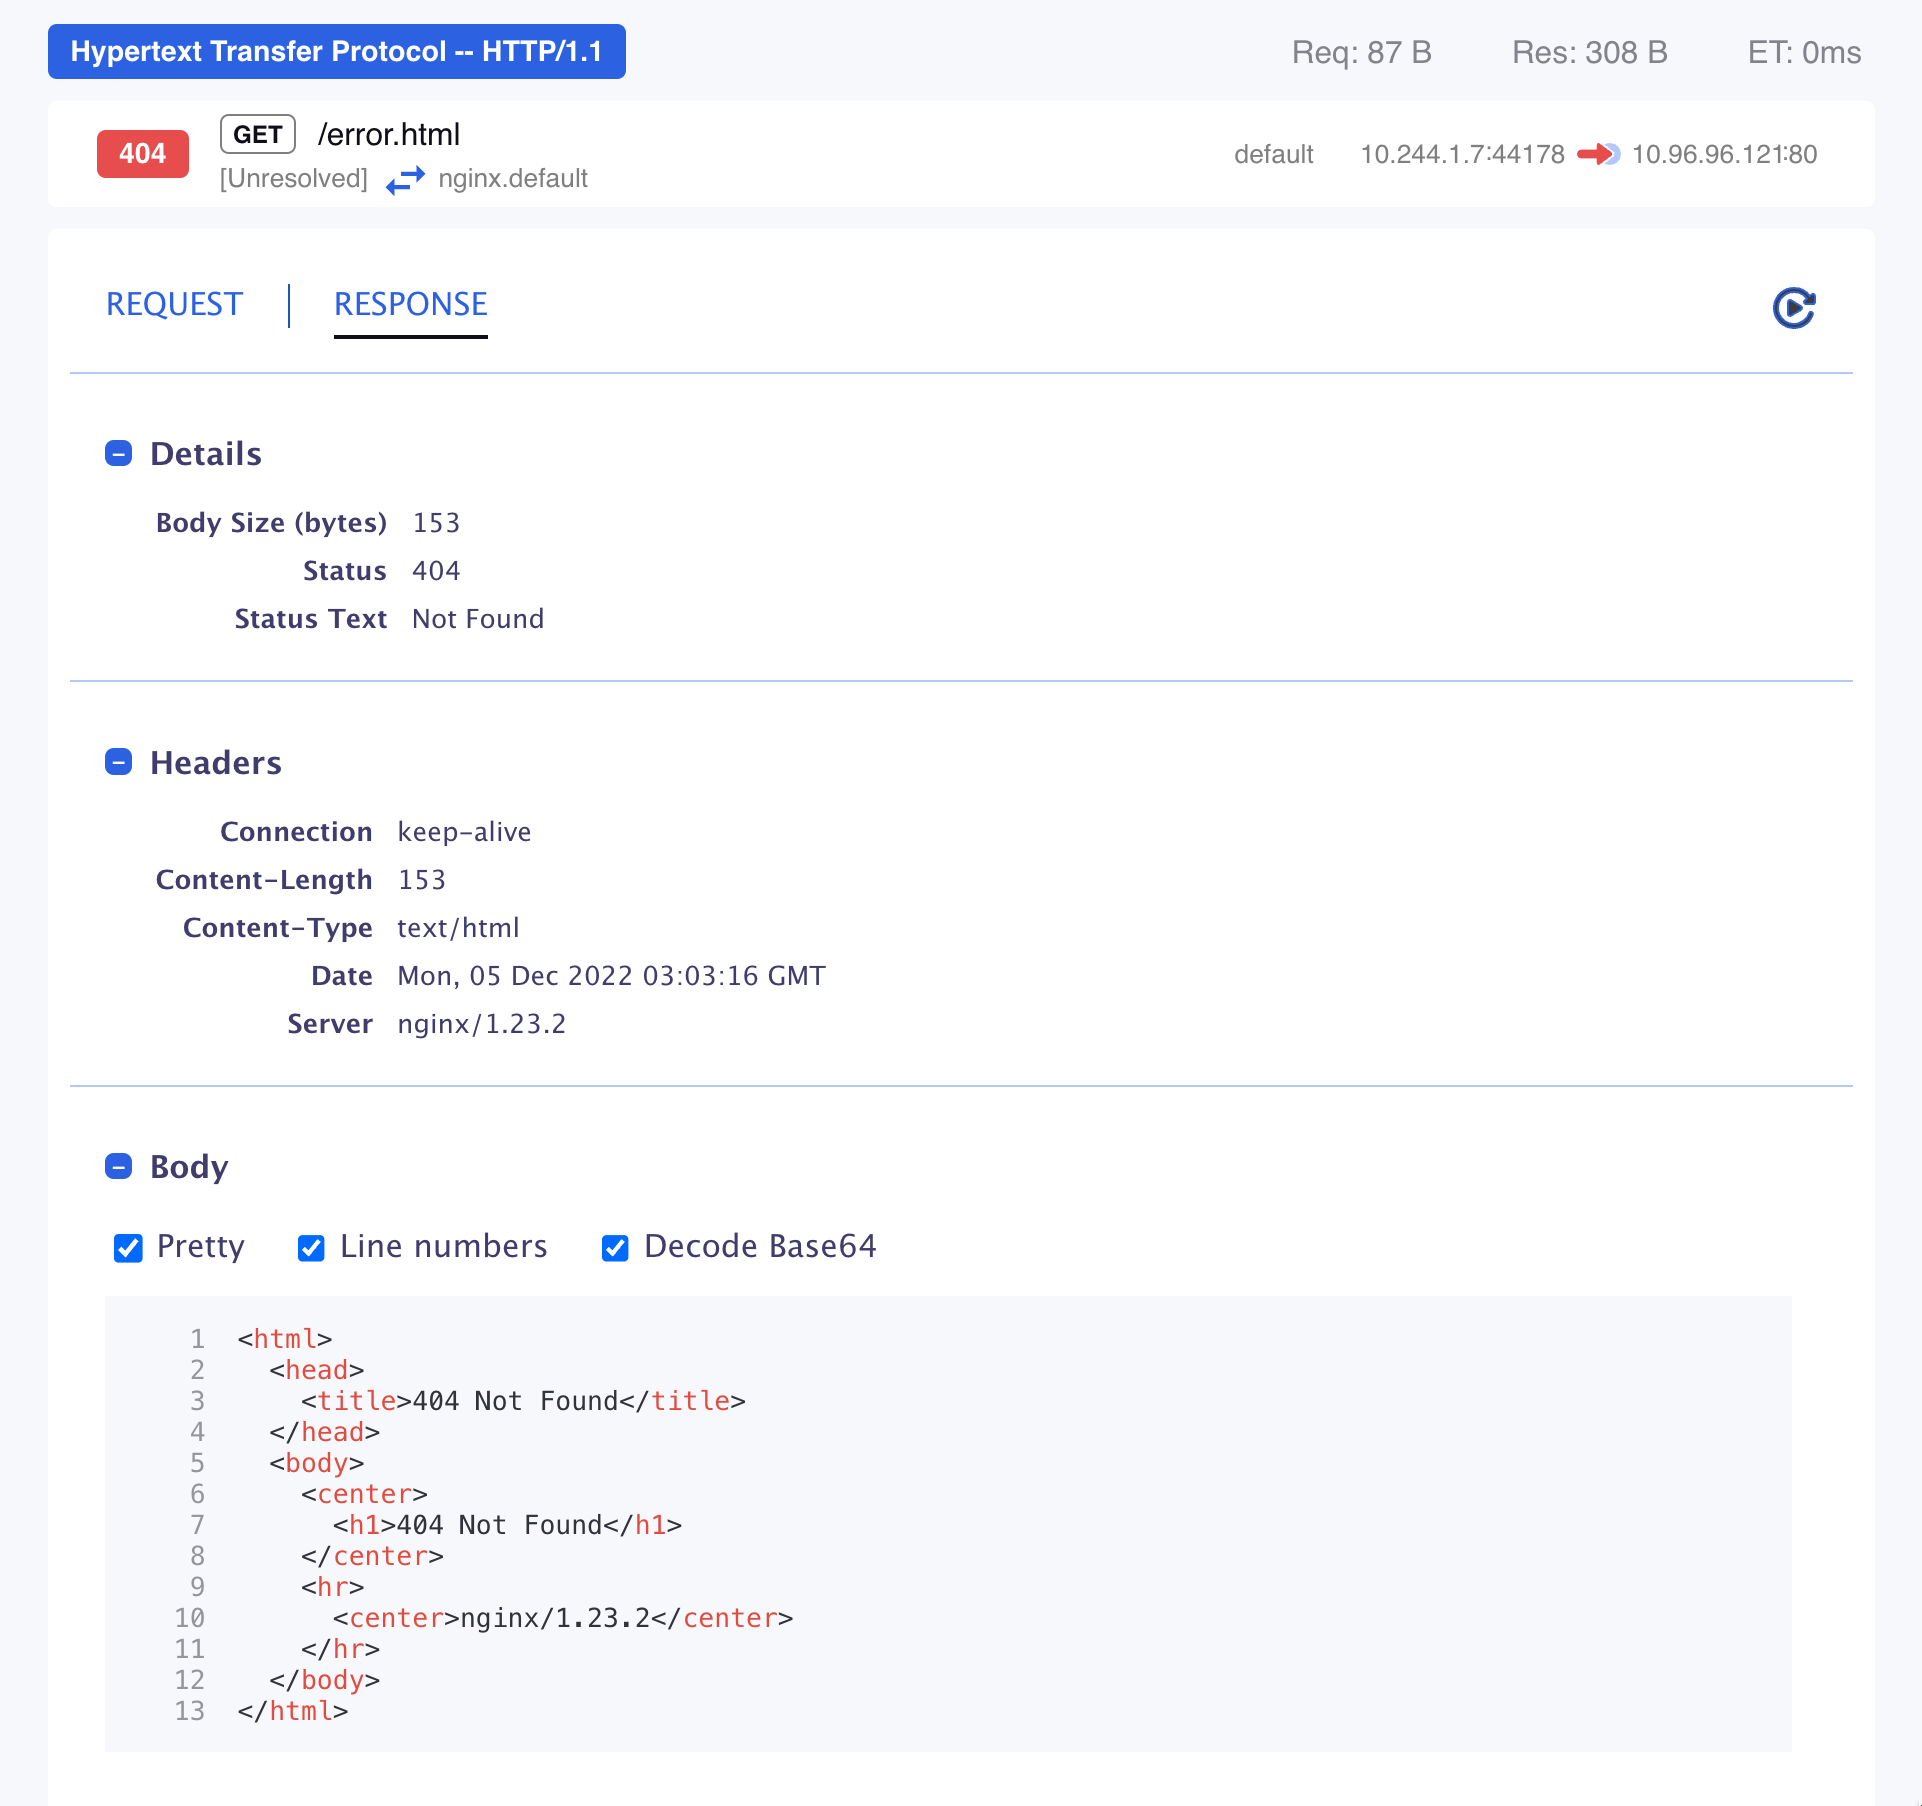 Hypertext Transfer Protocol -- HTTP/1.1 Req: 87 B Res: 308 B ET: 0ms
404 GET /error.html
[Unresolved] nginx.default default 10.244.1.7:44178 10.96.96.121:80
REQUEST RESPONSE
Details
Body Size (bytes) 153
Status 404
Status Text Not Found
Headers
Connection keep-alive
Content-Length 153
Content-Type text/html
Date Mon, 05 Dec 2022 03:03:16 GMT
Server nginx/1.23.2
Body
Pretty Line numbers Decode Base64
1 <html>
2   <head>
3     <title>404 Not Found</title>
4   </head>
5   <body>
6     <center>
7       <h1>404 Not Found</h1>
8     </center>
9     <hr>
10       <center>nginx/1.23.2</center>
11     </hr>
12   </body>
13 </html>